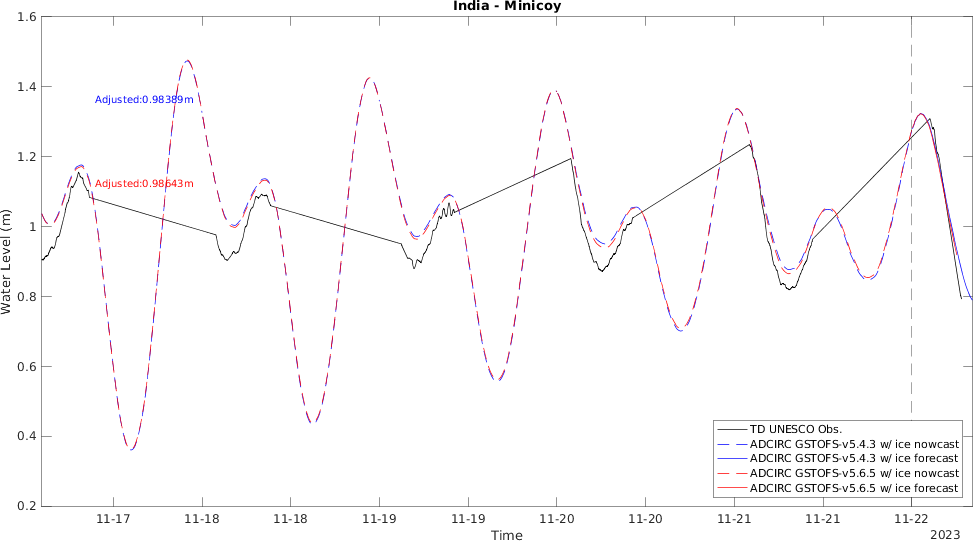 India - Minicoy
1.6
1.4
1.2
1
0.8
0.6
0.4
0.2
Water Level (m)
Adjusted:0.98389m
Adjusted:0.98643m
TD UNESCO Obs.
ADCIRC GSTOFS-v5.4.3 w/ ice nowcast
ADCIRC GSTOFS-v5.4.3 w/ ice forecast
ADCIRC GSTOFS-v5.6.5 w/ ice nowcast
ADCIRC GSTOFS-v5.6.5 w/ ice forecast
11-17 11-18 11-18 11-19 11-19 11-20 11-20 11-21 11-21 11-22
Time
2023